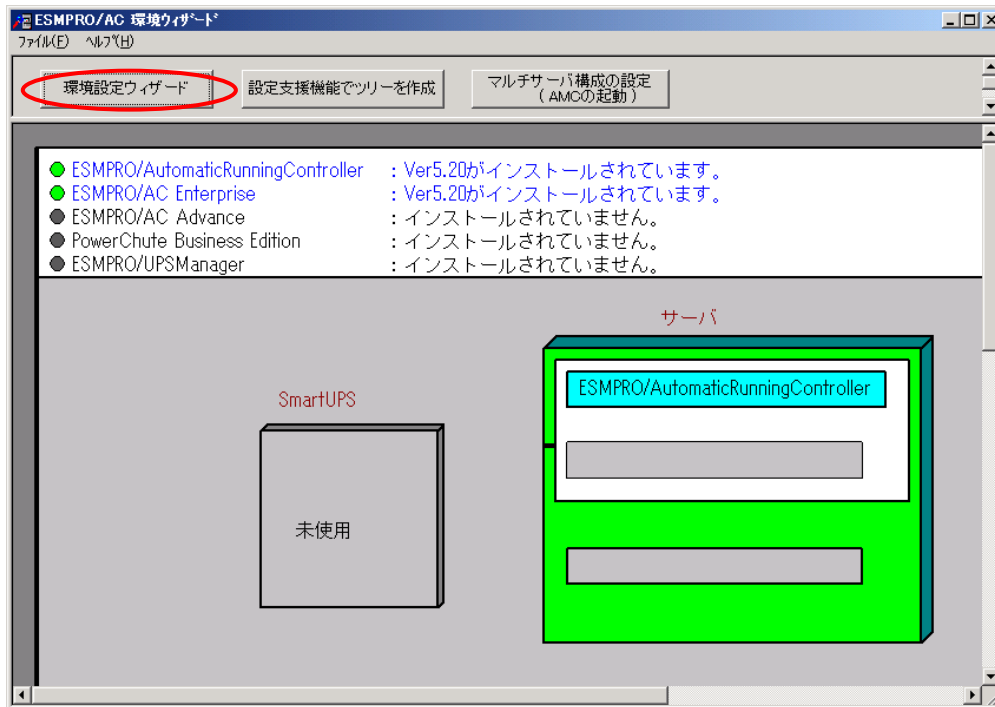 ESMPRO/AC 環境ｳｨｻﾞｰﾄﾞ
ﾌｧｲﾙ(F) ﾍﾙﾌﾟ(H)
環境設定ウィザード 設定支援機能でツリーを作成 マルチサーバ構成の設定
( AMCの起動 )
ESMPRO/AutomaticRunningController : Ver5.20がインストールされています。
ESMPRO/AC Enterprise : Ver5.20がインストールされています。
ESMPRO/AC Advance : インストールされていません。
PowerChute Business Edition : インストールされていません。
ESMPRO/UPSManager : インストールされていません。
サーバ
ESMPRO/AutomaticRunningController
SmartUPS
未使用